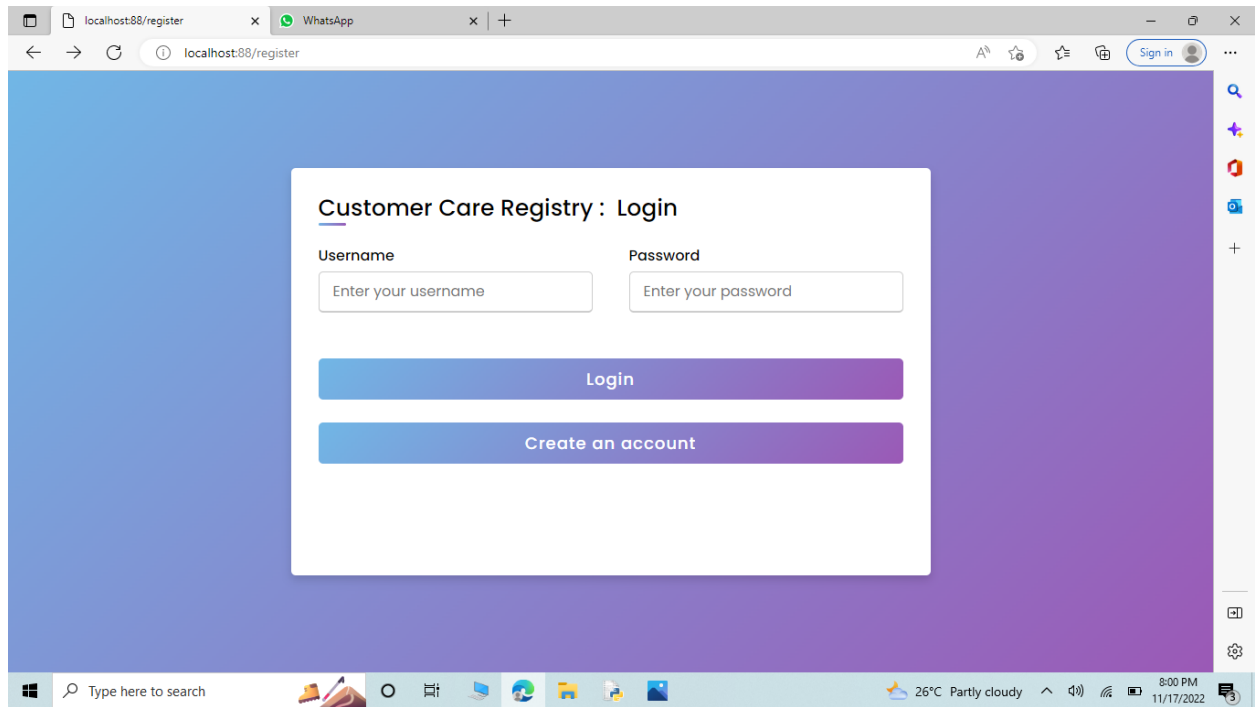 localhost:88/register
WhatsApp
localhost:88/register
Sign in
Customer Care Registry : Login
Username
Password
Enter your username
Enter your password
Login
Create an account
Type here to search
26°C Partly cloudy
8:00 PM
11/17/2022
3